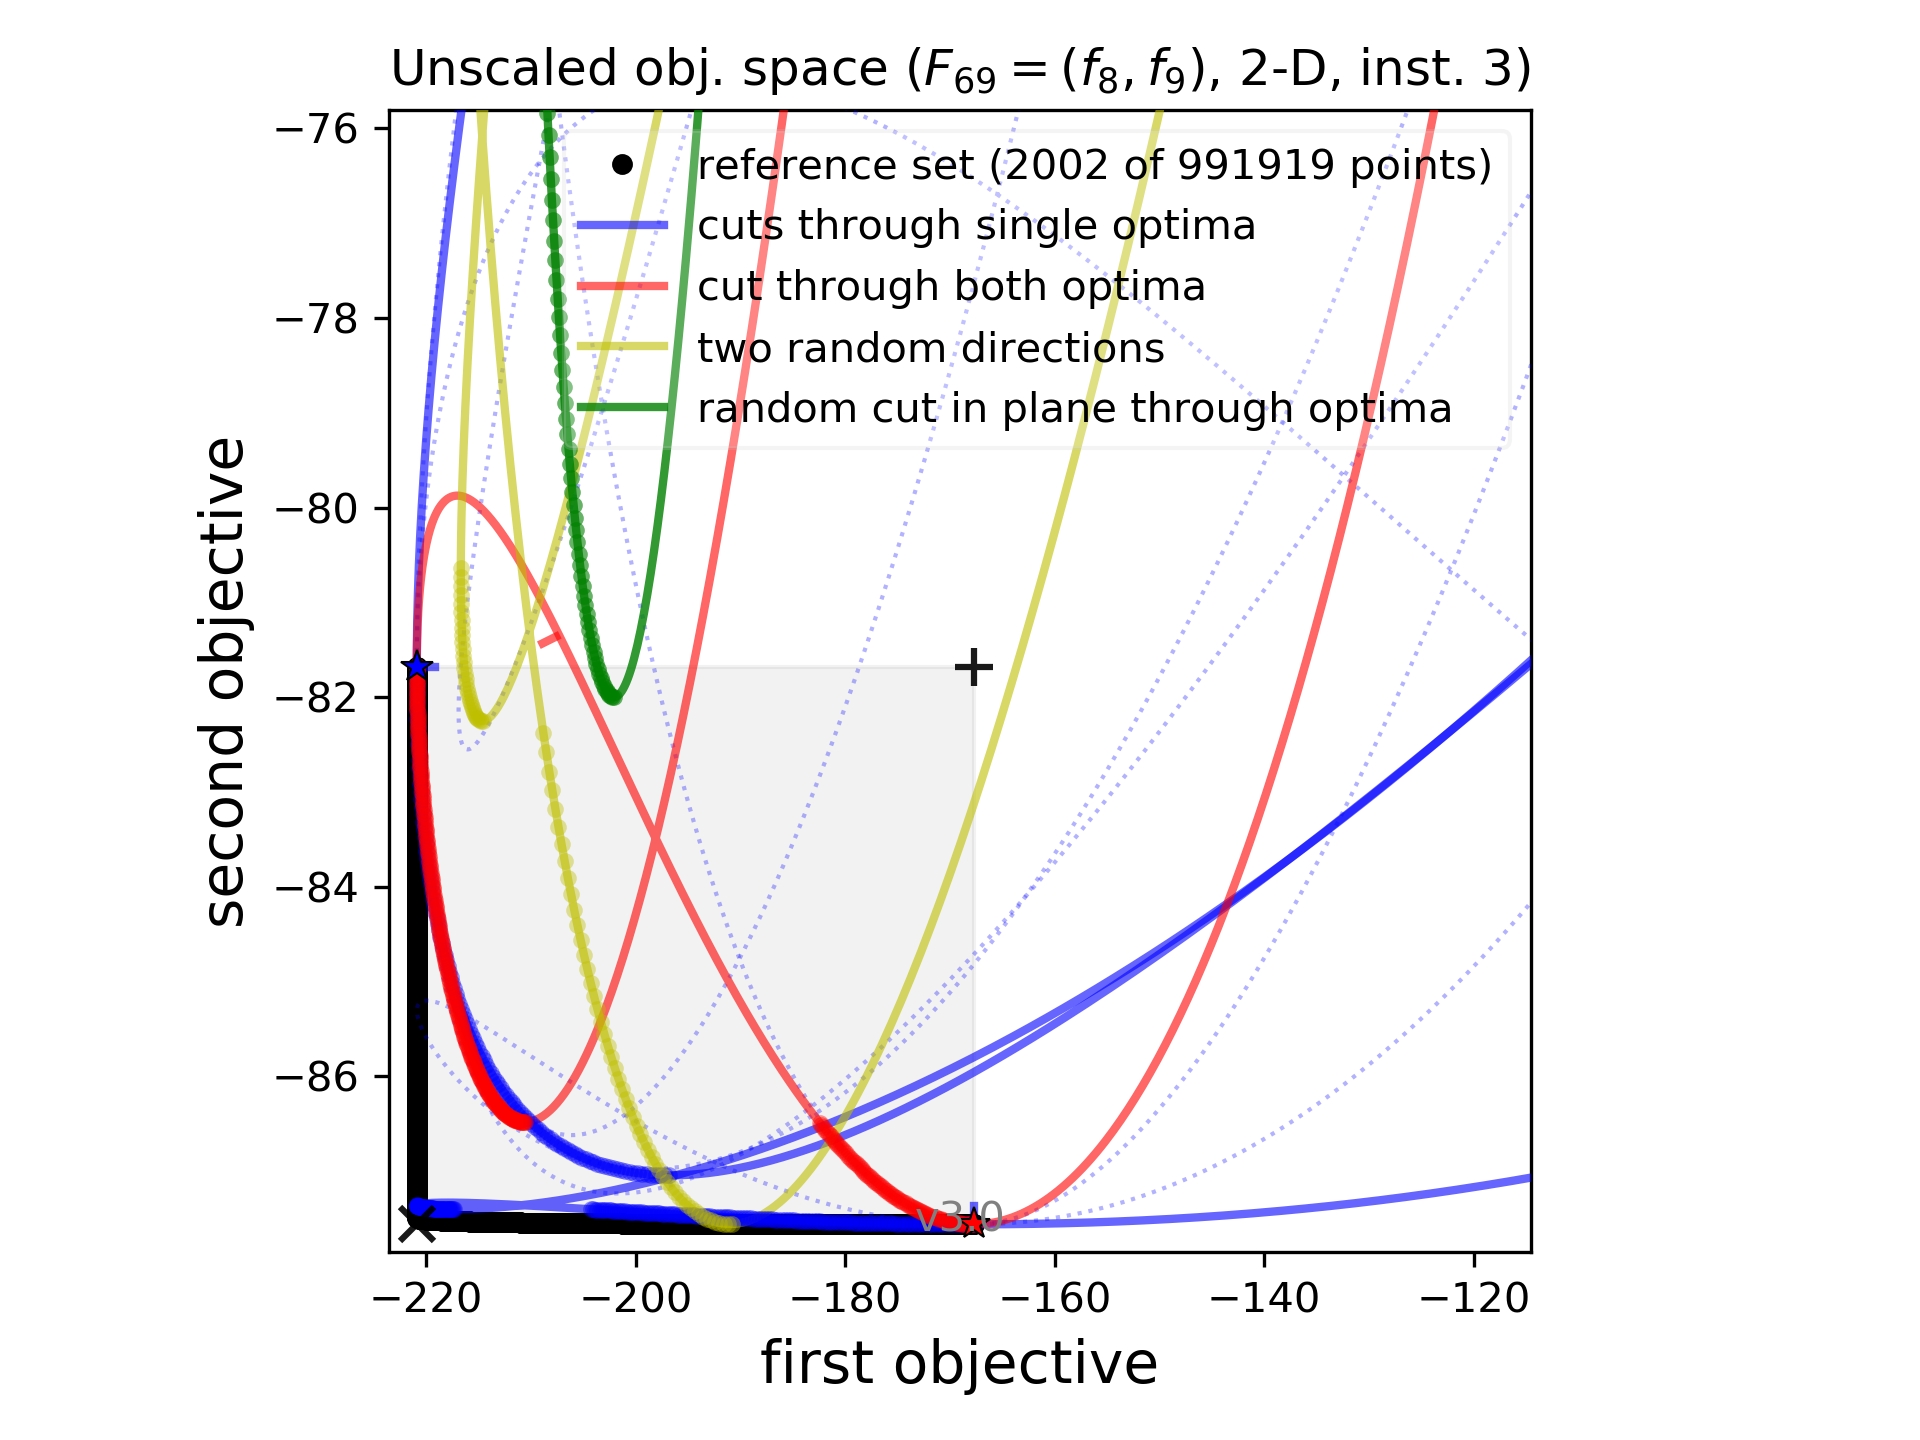 Unscaled obj. space (F69 = (f8, f9), 2-D, inst. 3)
reference set (2002 of 991919 points)
cuts through single optima
cut through both optima
two random directions
random cut in plane through optima
second objective
−76
−78
−80
−82
−84
−86
v3.0
−220 −200 −180 −160 −140 −120
first objective